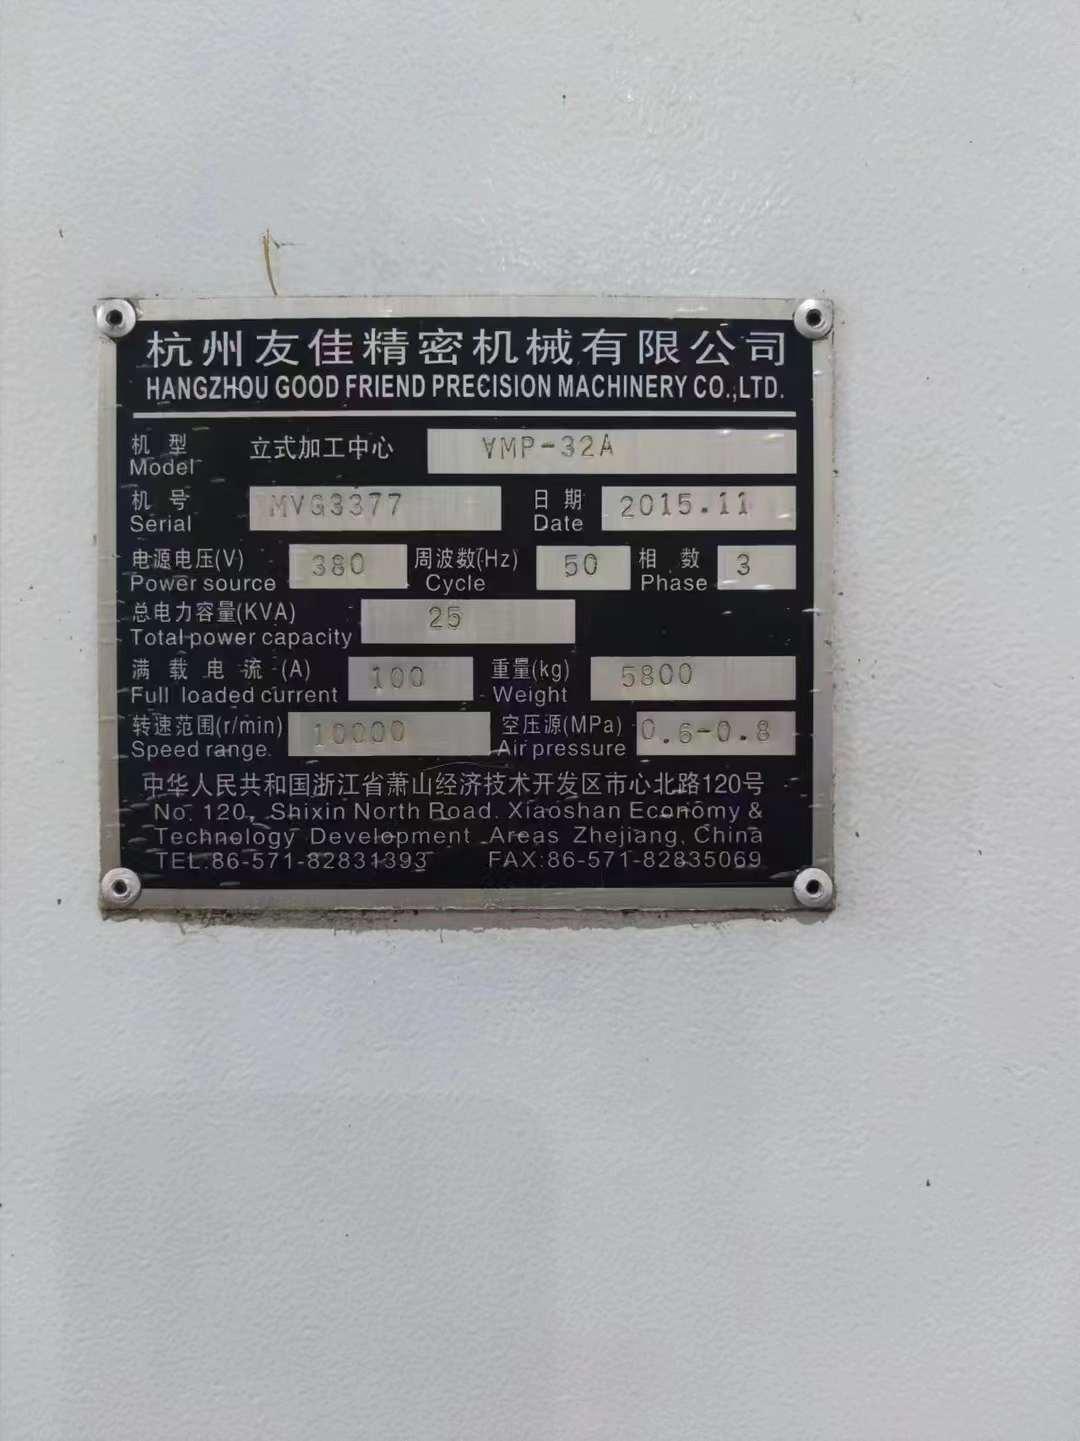 杭州友佳精密机械有限公司
HANGZHOU GOOD FRIEND PRECISION MACHINERY CO.,LTD.
机型 立式加工中心 VMP-32A
Model
机号 MVG3377 日期 2015.11
Serial Date
电源电压(V) 380 周波数(Hz) 50 相数 3
Power source Cycle Phase
总电力容量(KVA) 25
Total power capacity
满载电流(A) 100 重量(kg) 5800
Full loaded current Weight
转速范围(r/min) 10000 空压源(MPa) 0.6-0.8
Speed range Air pressure
中华人民共和国浙江省萧山经济技术开发区市心北路120号
No. 120, Shixin North Road. Xiaoshan Economy &
Technology Development Areas Zhejiang, China
TEL:86-571-82831393 FAX:86-571-82835069